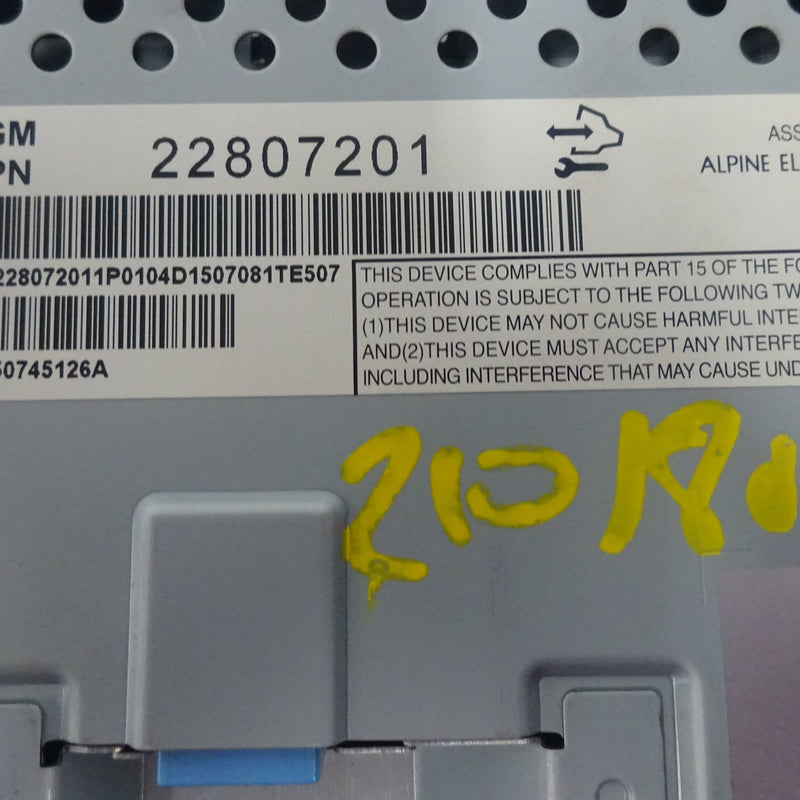 GM
PN
22807201
ASS
ALPINE EL
228072011P0104D1507081TE507
50745126A
THIS DEVICE COMPLIES WITH PART 15 OF THE FC
OPERATION IS SUBJECT TO THE FOLLOWING TW
(1)THIS DEVICE MAY NOT CAUSE HARMFUL INTE
AND(2)THIS DEVICE MUST ACCEPT ANY INTERFE
INCLUDING INTERFERENCE THAT MAY CAUSE UND
210